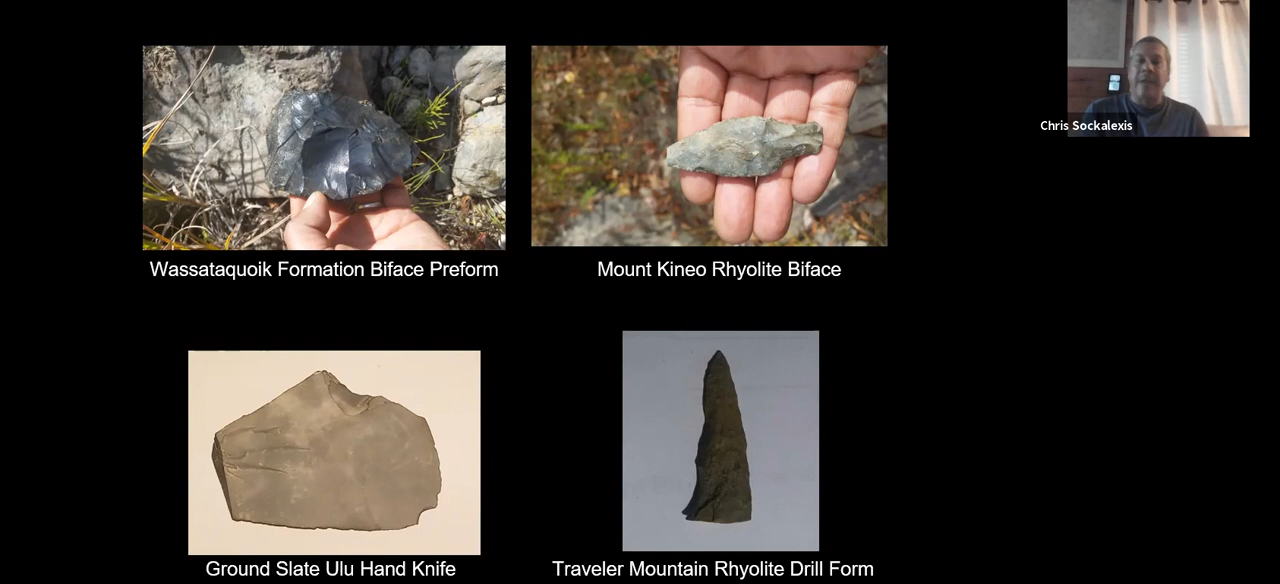 Chris Sockalexis
Wassataquoik Formation Biface Preform
Mount Kineo Rhyolite Biface
Ground Slate Ulu Hand Knife
Traveler Mountain Rhyolite Drill Form